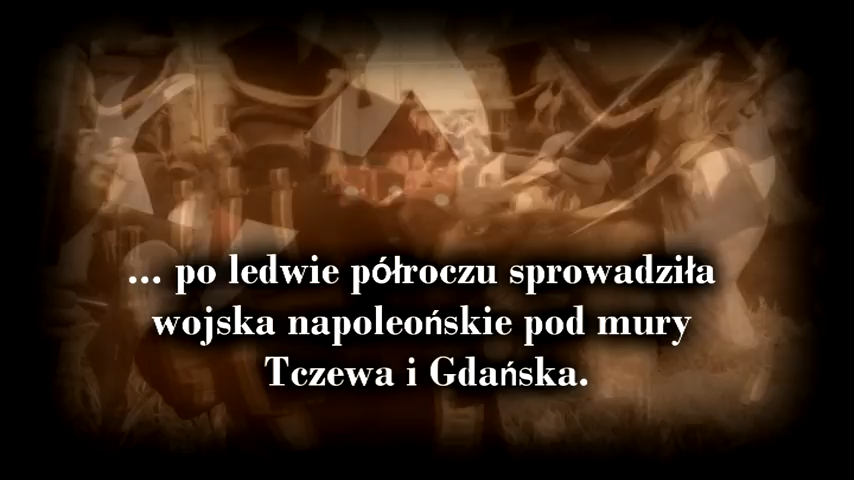 ... po ledwie półroczu sprowadziła
wojska napoleońskie pod mury
Tczewa i Gdańska.